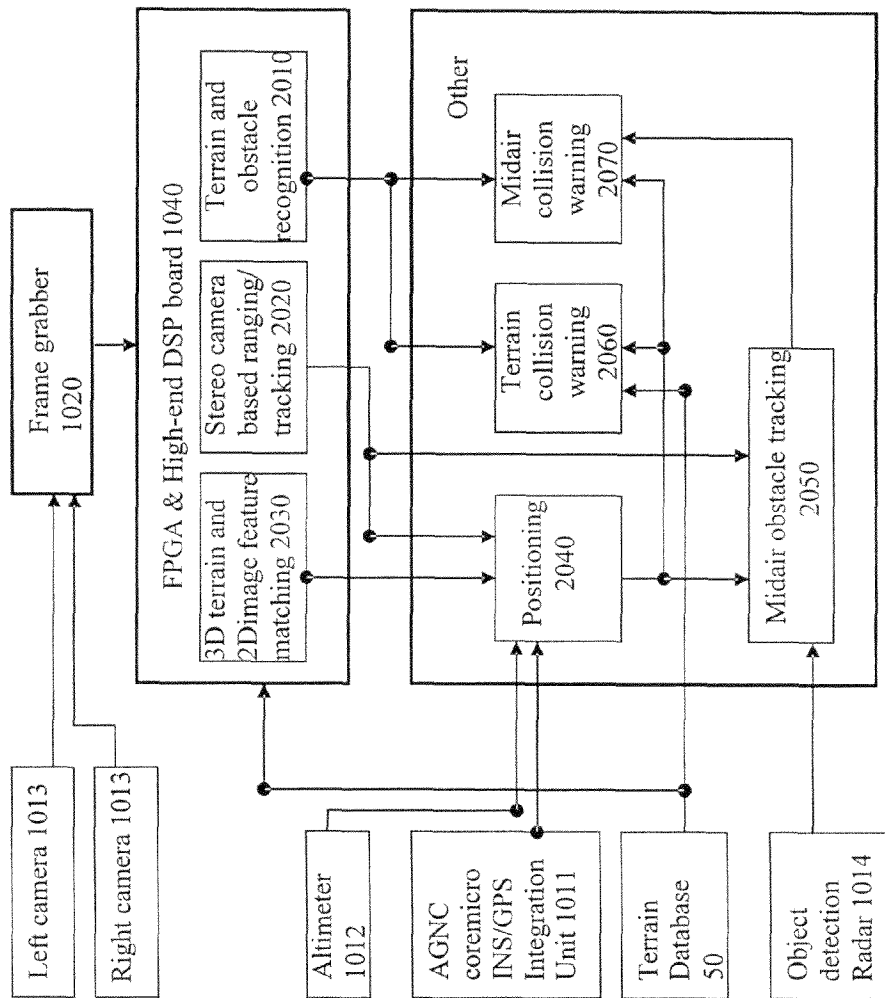 Left camera 1013
Right camera 1013
Frame grabber
1020
FPGA & High-end DSP board 1040
3D terrain and
2Dimage feature
matching 2030
Stereo camera
based ranging/
tracking 2020
Terrain and
obstacle
recognition 2010
Altimeter
1012
AGNC
coremicro
INS/GPS
Integration
Unit 1011
Terrain
Database
50
Object
detection
Radar 1014
Other
Positioning
2040
Terrain
collision
warning
2060
Midair
collision
warning
2070
Midair obstacle tracking
2050